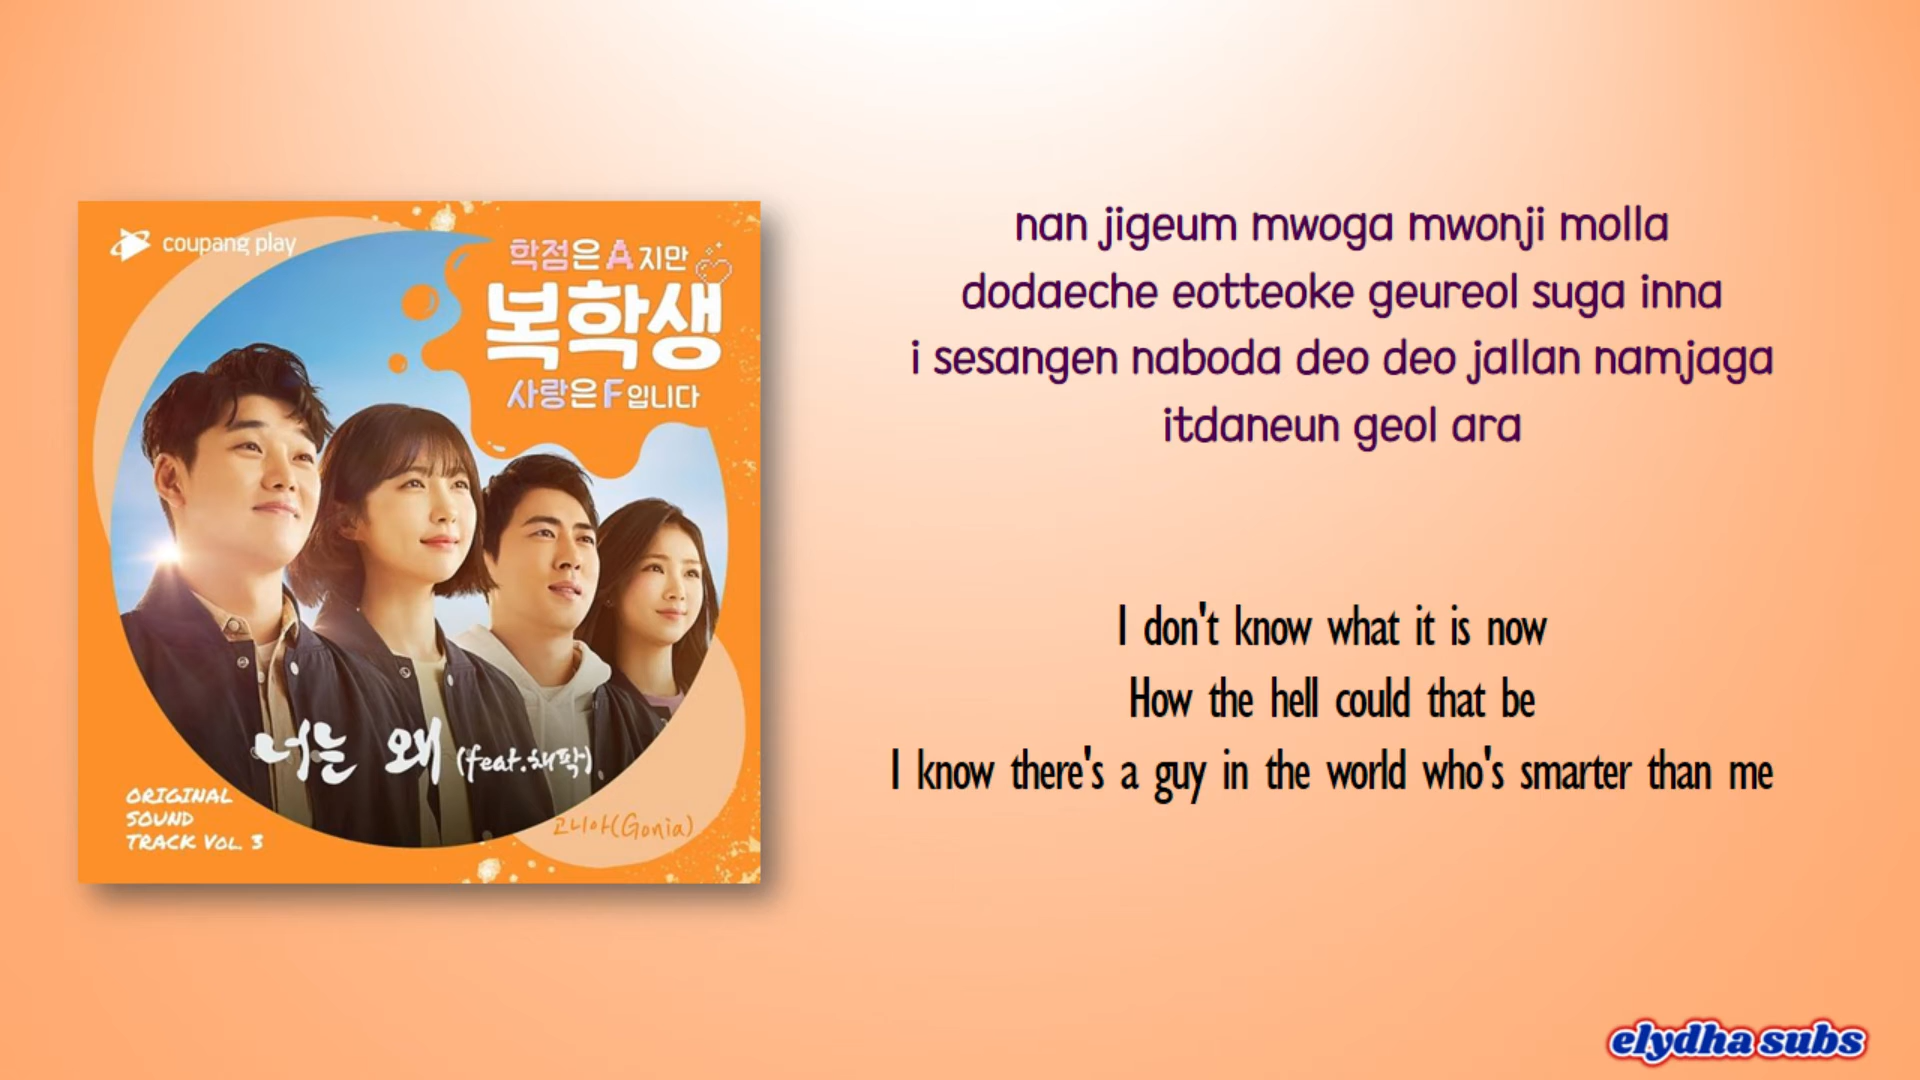 coupang play
학점은 A지만
복학생
사랑은 F입니다
너는 왜 (feat.채팍)
ORIGINAL
SOUND
TRACK VOL. 3
고니아(Gonia)
nan jigeum mwoga mwonji molla
dodaeche eotteoke geureol suga inna
i sesangen naboda deo deo jallan namjaga
itdaneun geol ara
I don't know what it is now
How the hell could that be
I know there's a guy in the world who's smarter than me
elydha subs